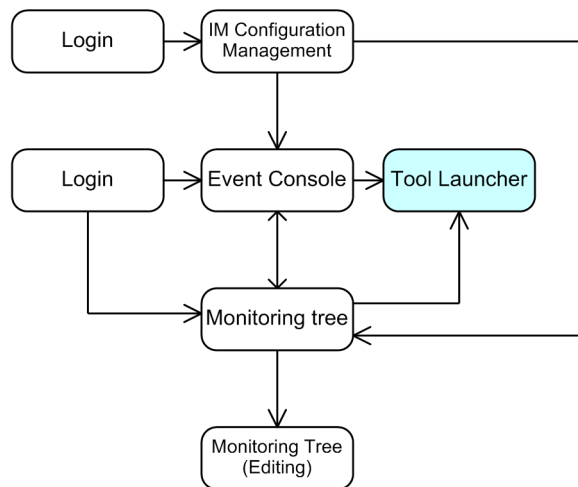 Login
IM Configuration
Management
Login
Event Console
Tool Launcher
Monitoring tree
Monitoring Tree
(Editing)